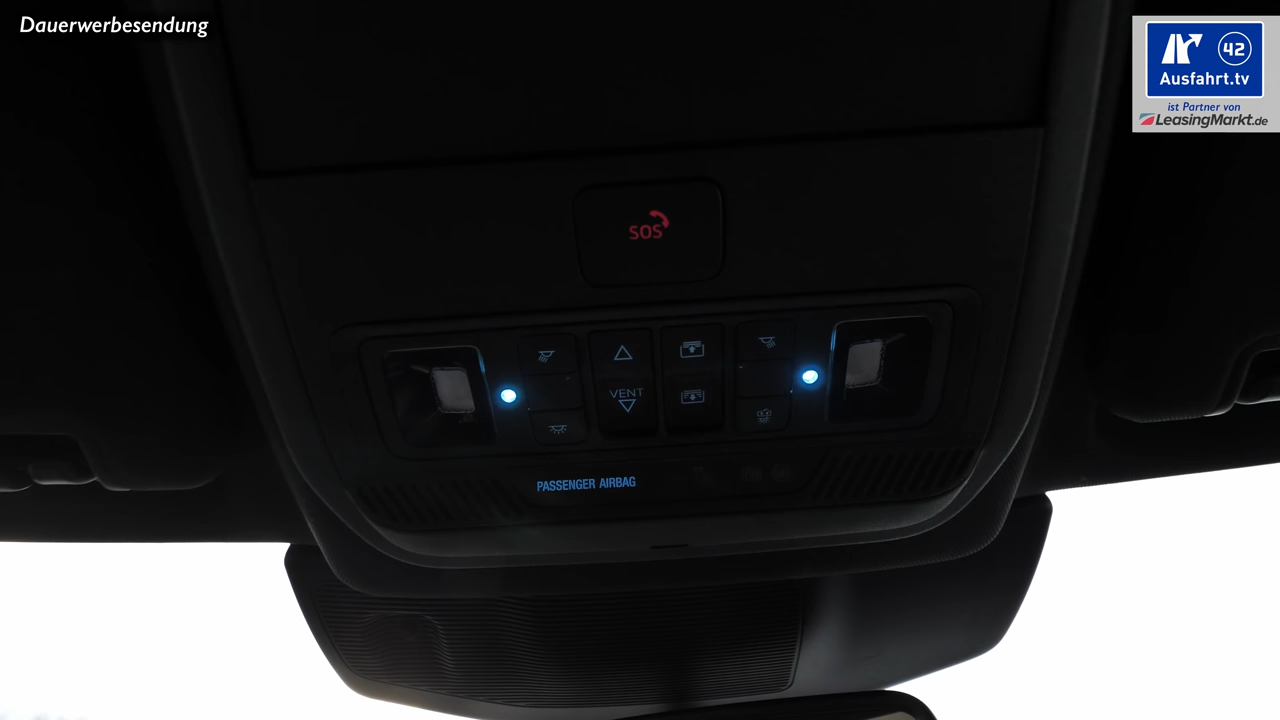 Dauerwerbesendung
42
Ausfahrt.tv
ist Partner von
LeasingMarkt.de
SOS
VENT
PASSENGER AIRBAG